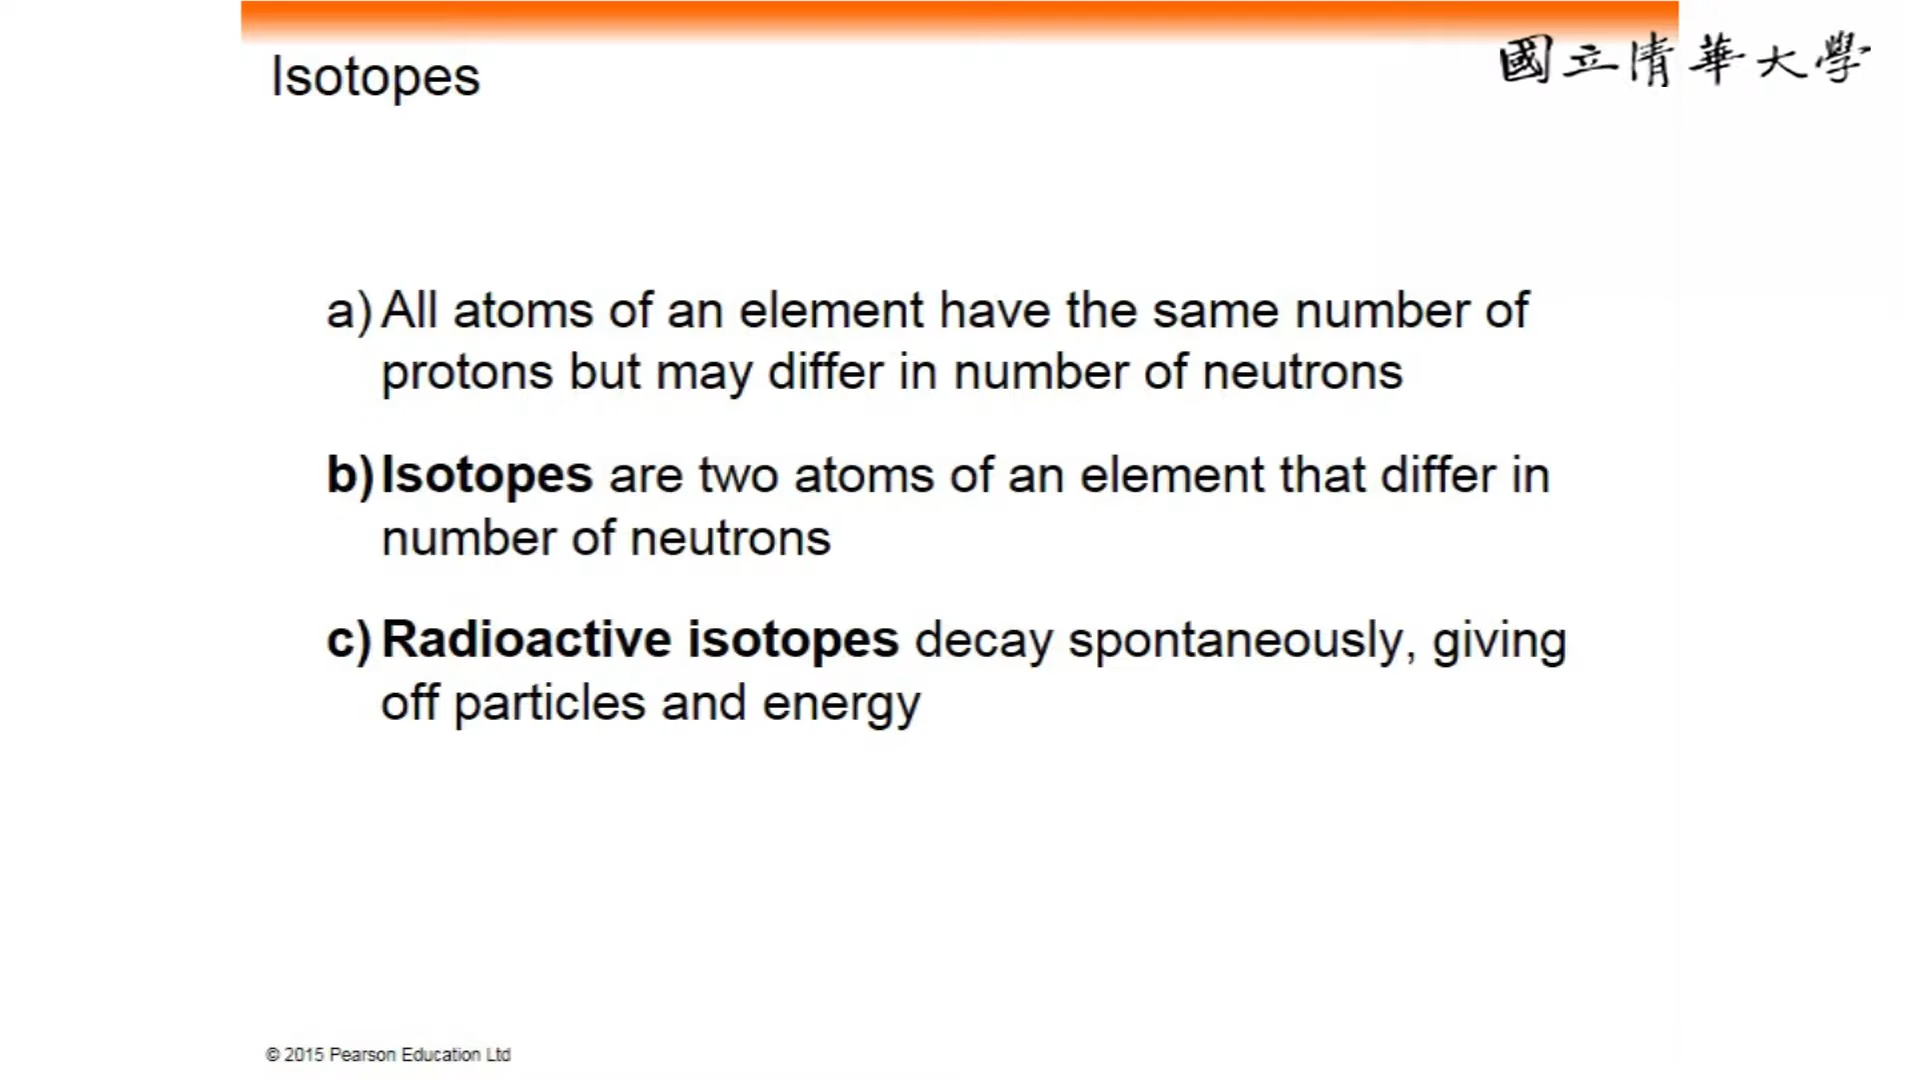 Isotopes
國立清華大學
a) All atoms of an element have the same number of
protons but may differ in number of neutrons
b) Isotopes are two atoms of an element that differ in
number of neutrons
c) Radioactive isotopes decay spontaneously, giving
off particles and energy
© 2015 Pearson Education Ltd